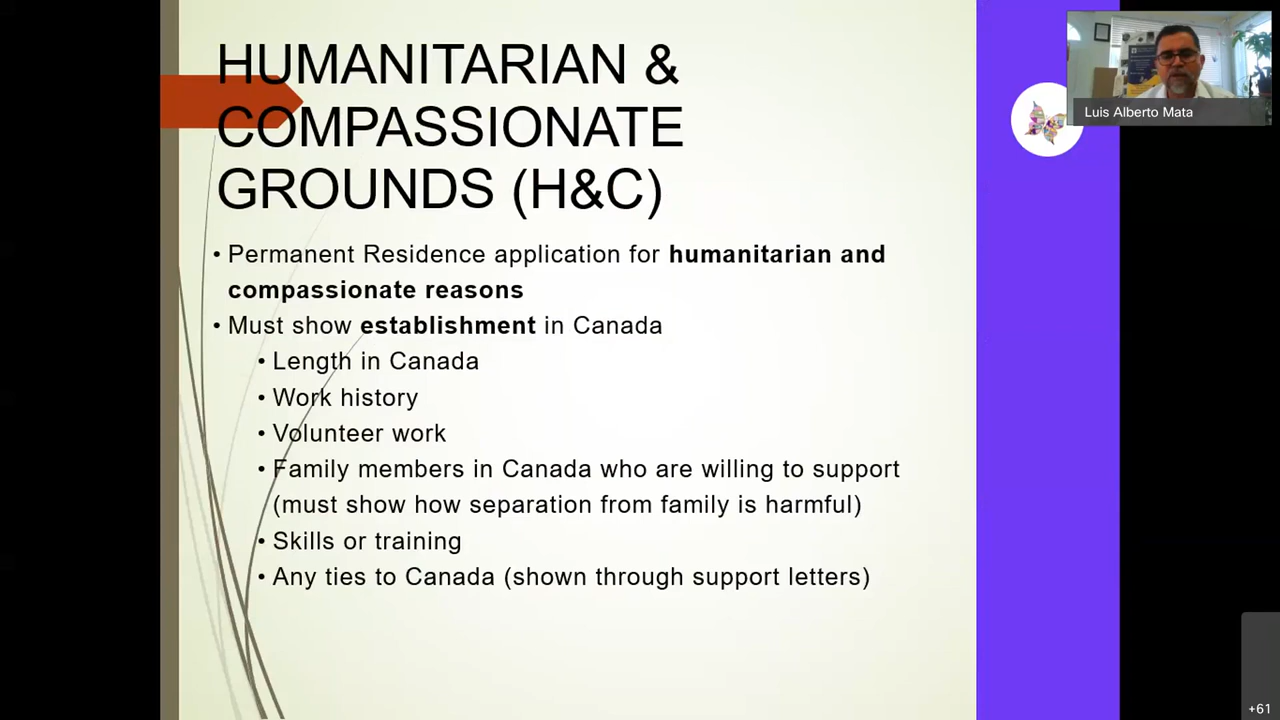 HUMANITARIAN &
COMPASSIONATE
GROUNDS (H&C)
• Permanent Residence application for humanitarian and
compassionate reasons
• Must show establishment in Canada
• Length in Canada
• Work history
• Volunteer work
• Family members in Canada who are willing to support
(must show how separation from family is harmful)
• Skills or training
• Any ties to Canada (shown through support letters)
Luis Alberto Mata
+61